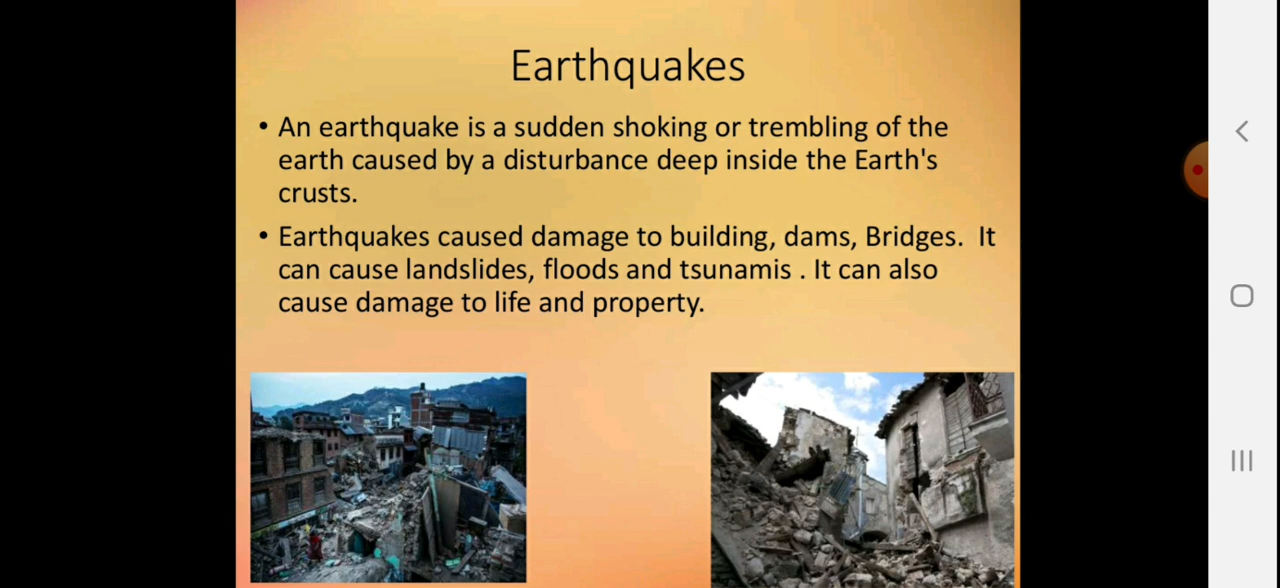 Earthquakes
• An earthquake is a sudden shoking or trembling of the
earth caused by a disturbance deep inside the Earth's
crusts.
• Earthquakes caused damage to building, dams, Bridges.  It
can cause landslides, floods and tsunamis . It can also
cause damage to life and property.